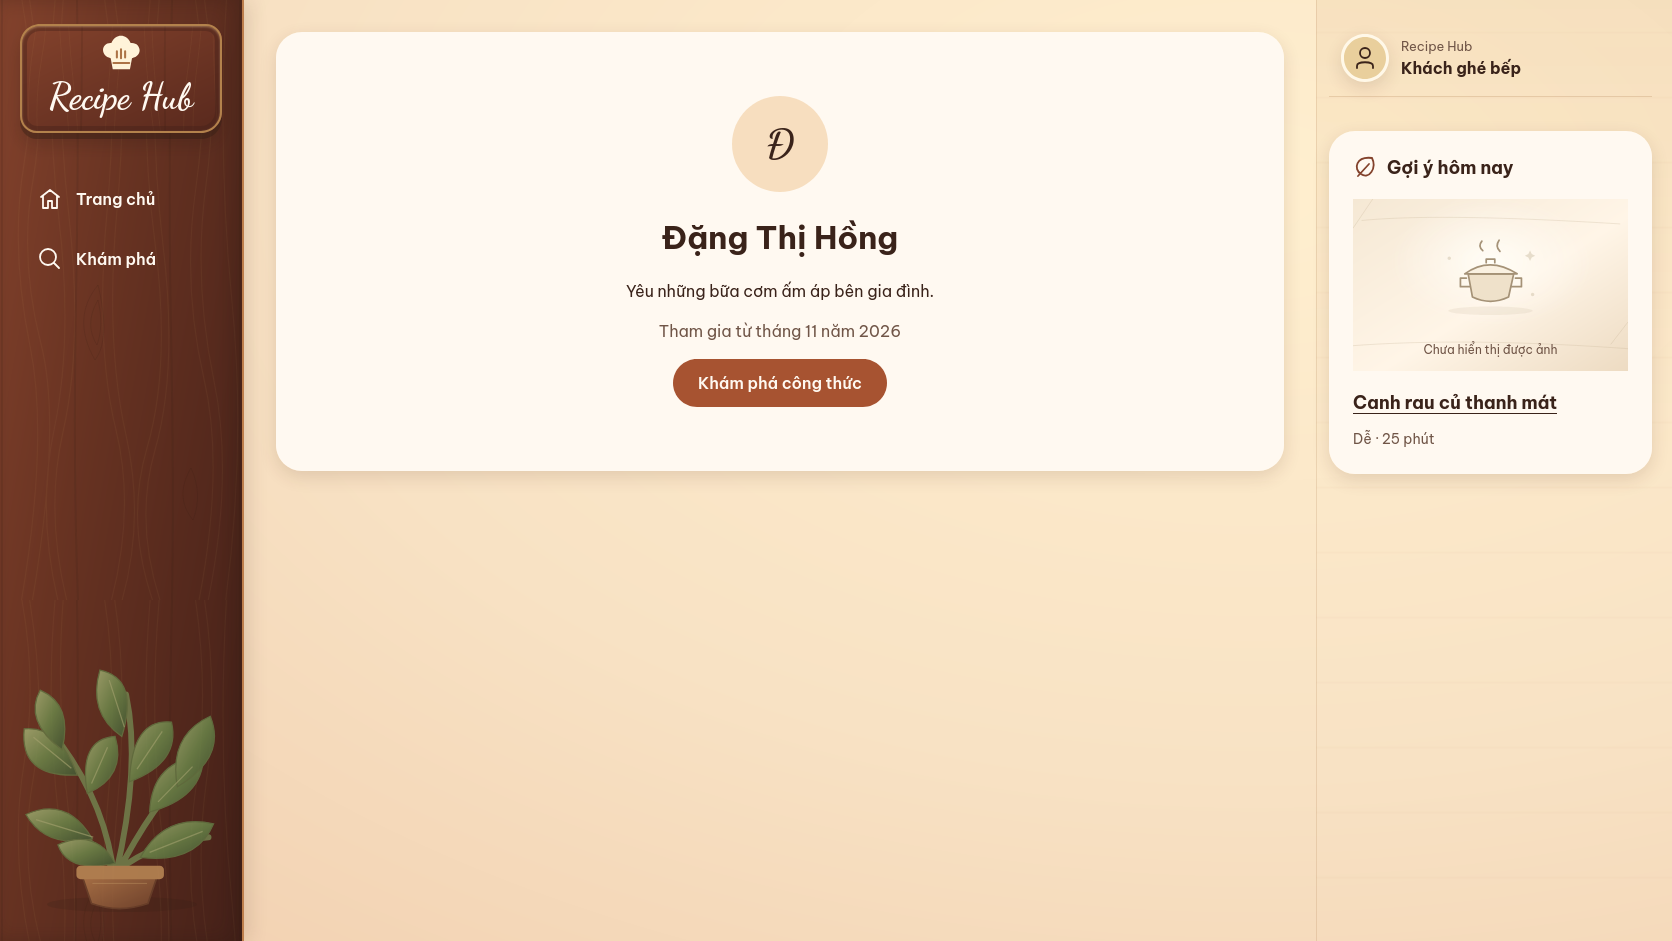 Recipe Hub
Trang chủ
Khám phá
Đ
Đặng Thị Hồng
Yêu những bữa cơm ấm áp bên gia đình.
Tham gia từ tháng 11 năm 2026
Khám phá công thức
Recipe Hub
Khách ghé bếp
Gợi ý hôm nay
Chưa hiển thị được ảnh
Canh rau củ thanh mát
Dễ · 25 phút